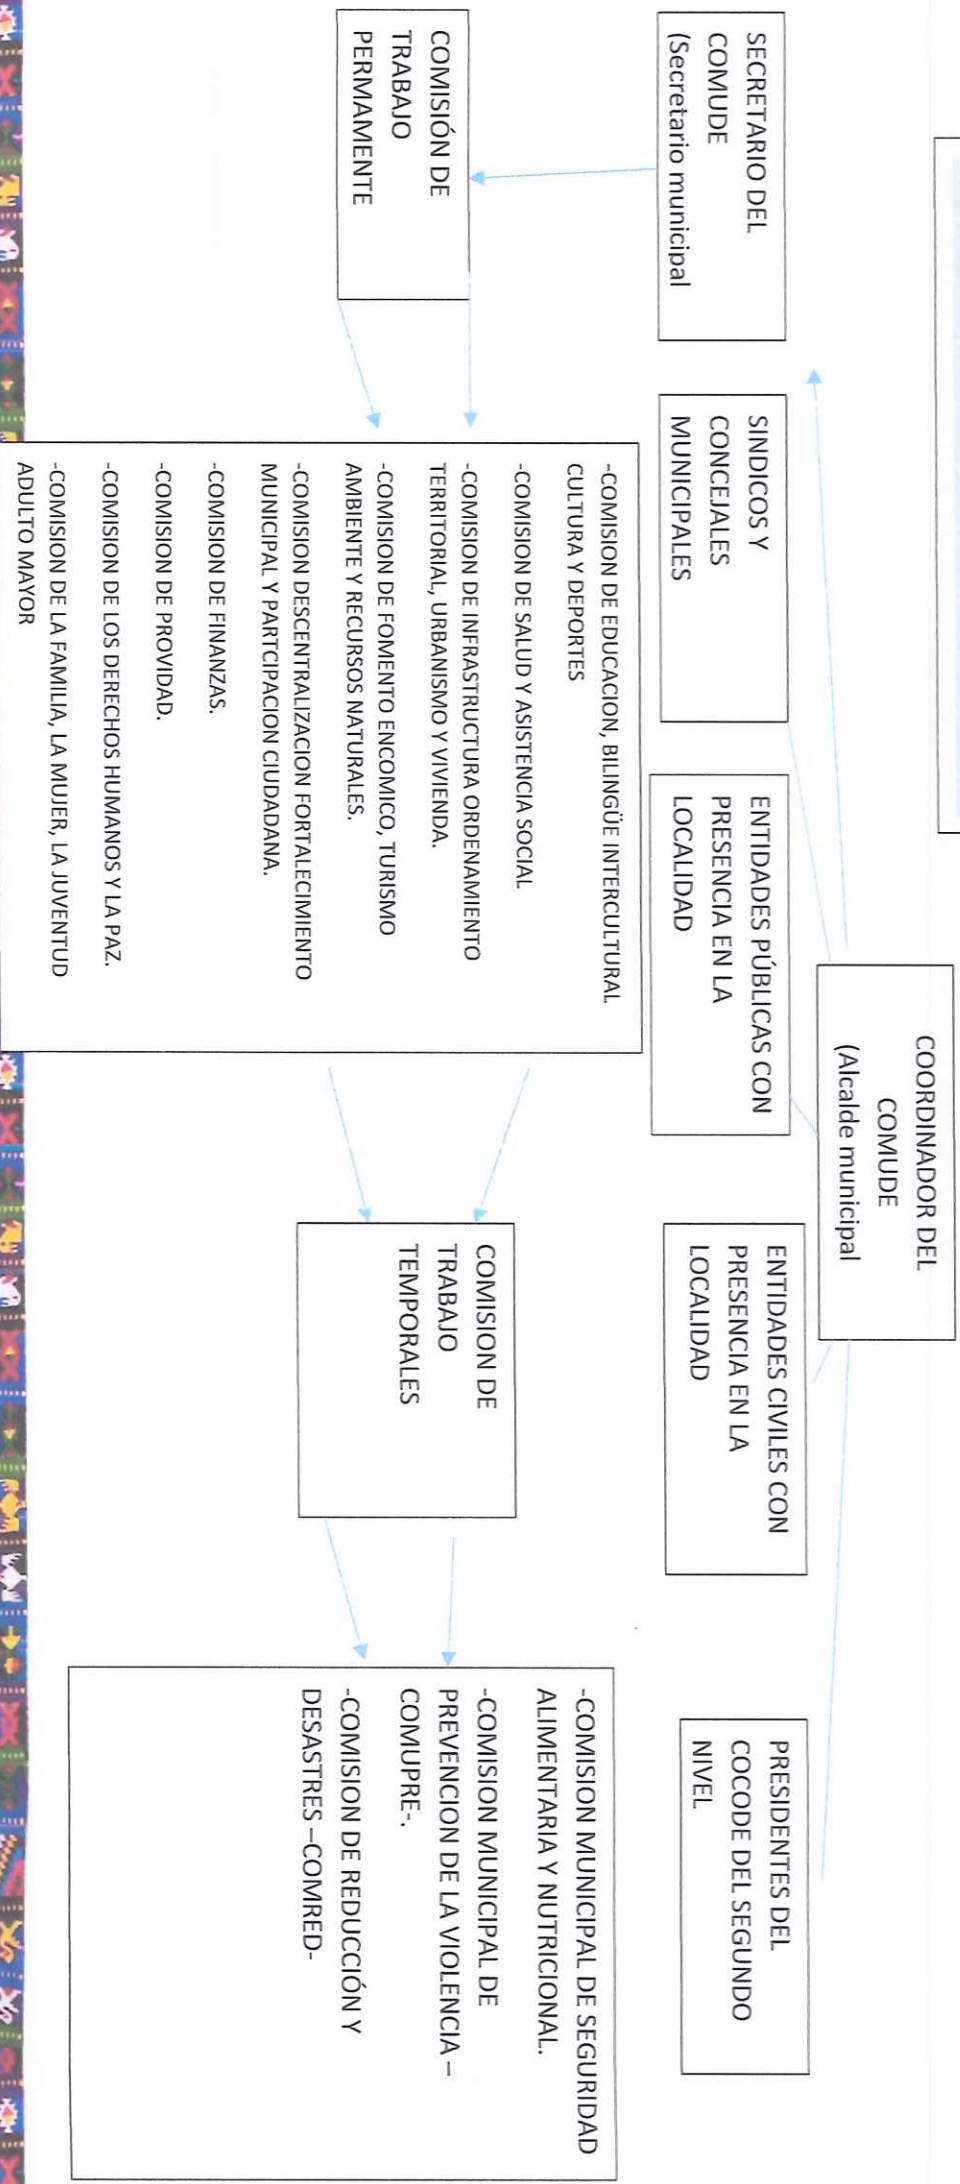 COORDINADOR DEL
COMUDE
(Alcalde municipal
SECRETARIO DEL
COMUDE
(Secretario municipal
SINDICOS Y
CONCEJALES
MUNICIPALES
ENTIDADES PÚBLICAS CON
PRESENCIA EN LA
LOCALIDAD
ENTIDADES CIVILES CON
PRESENCIA EN LA
LOCALIDAD
PRESIDENTES DEL
COCODE DEL SEGUNDO
NIVEL
COMISIÓN DE
TRABAJO
PERMAMENTE
-COMISION DE EDUCACION, BILINGÜE INTERCULTURAL
CULTURA Y DEPORTES
-COMISION DE SALUD Y ASISTENCIA SOCIAL
-COMISION DE INFRASTRUCTURA ORDENAMIENTO
TERRITORIAL, URBANISMO Y VIVIENDA.
-COMISION DE FOMENTO ENCOMICO, TURISMO
AMBIENTE Y RECURSOS NATURALES.
-COMISION DESCENTRALIZACION FORTALECIMIENTO
MUNICIPAL Y PARTCIPACION CIUDADANA.
-COMISION DE FINANZAS.
-COMISION DE PROVIDAD.
-COMISION DE LOS DERECHOS HUMANOS Y LA PAZ.
-COMISION DE LA FAMILIA, LA MUJER, LA JUVENTUD
ADULTO MAYOR
COMISION DE
TRABAJO
TEMPORALES
-COMISION MUNICIPAL DE SEGURIDAD
ALIMENTARIA Y NUTRICIONAL.
-COMISION MUNICIPAL DE
PREVENCION DE LA VIOLENCIA –
COMUPRE-.
-COMISION DE REDUCCIÓN Y
DESASTRES –COMRED-